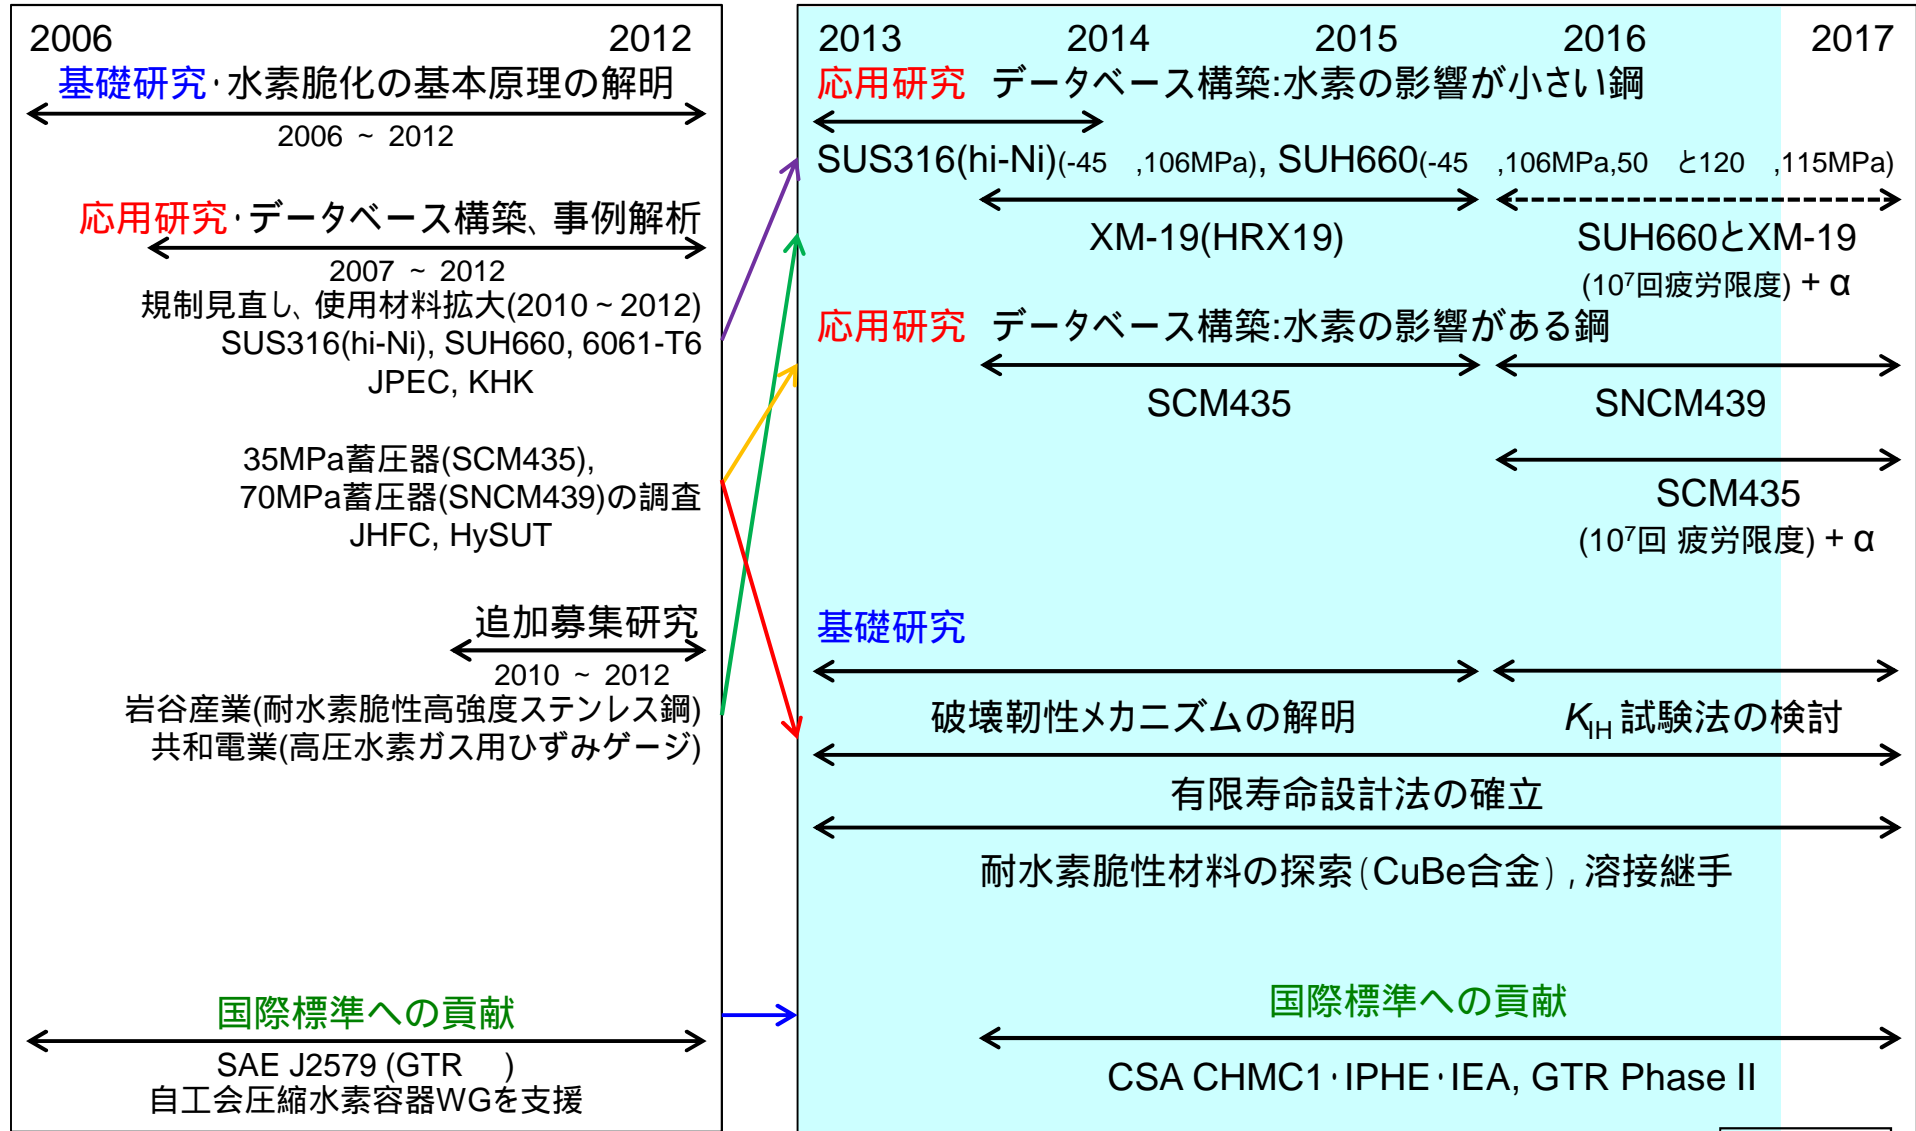 2006 2012
基礎研究・水素脆化の基本原理の解明
2006 ~ 2012
応用研究・データベース構築、事例解析
2007 ~ 2012
規制見直し、使用材料拡大(2010~2012)
SUS316(hi-Ni), SUH660, 6061-T6
JPEC, KHK
35MPa蓄圧器(SCM435),
70MPa蓄圧器(SNCM439)の調査
JHFC, HySUT
追加募集研究
2010 ~ 2012
岩谷産業(耐水素脆性高強度ステンレス鋼)
共和電業(高圧水素ガス用ひずみゲージ)
国際標準への貢献
SAE J2579 (GTR )
自工会圧縮水素容器WGを支援
2013 2014 2015 2016 2017
応用研究 データベース構築:水素の影響が小さい鋼
SUS316(hi-Ni)(-45 ,106MPa), SUH660(-45 ,106MPa,50 と120 ,115MPa)
XM-19(HRX19) SUH660とXM-19
(10⁷回疲労限度) + α
応用研究 データベース構築:水素の影響がある鋼
SCM435 SNCM439
SCM435
(10⁷回 疲労限度) + α
基礎研究
破壊靭性メカニズムの解明 K_IH 試験法の検討
有限寿命設計法の確立
耐水素脆性材料の探索(CuBe合金),溶接継手
国際標準への貢献
CSA CHMC1・IPHE・IEA, GTR Phase II